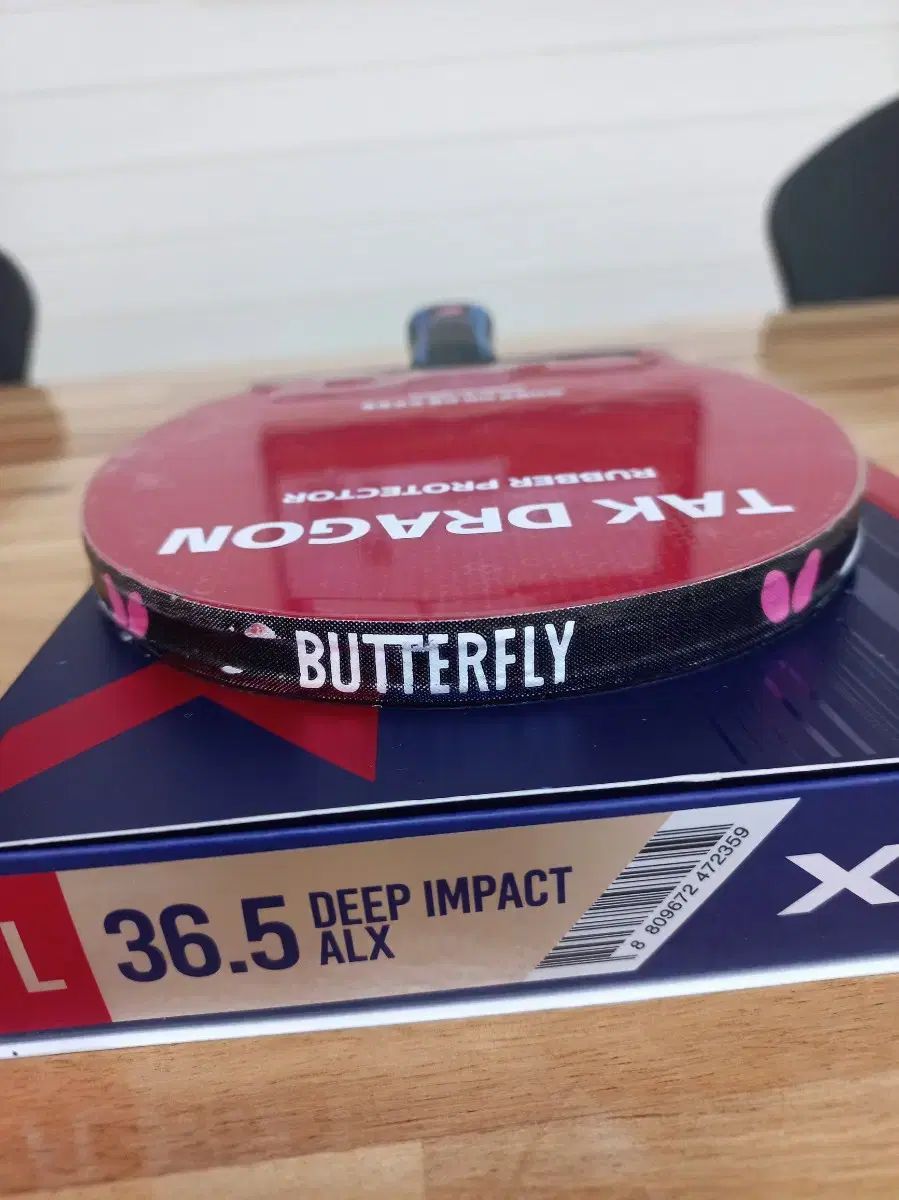 TAK DRAGON
RUBBER PROTECTOR
BUTTERFLY
L
36.5
DEEP IMPACT
ALX
8 809672 472359
X